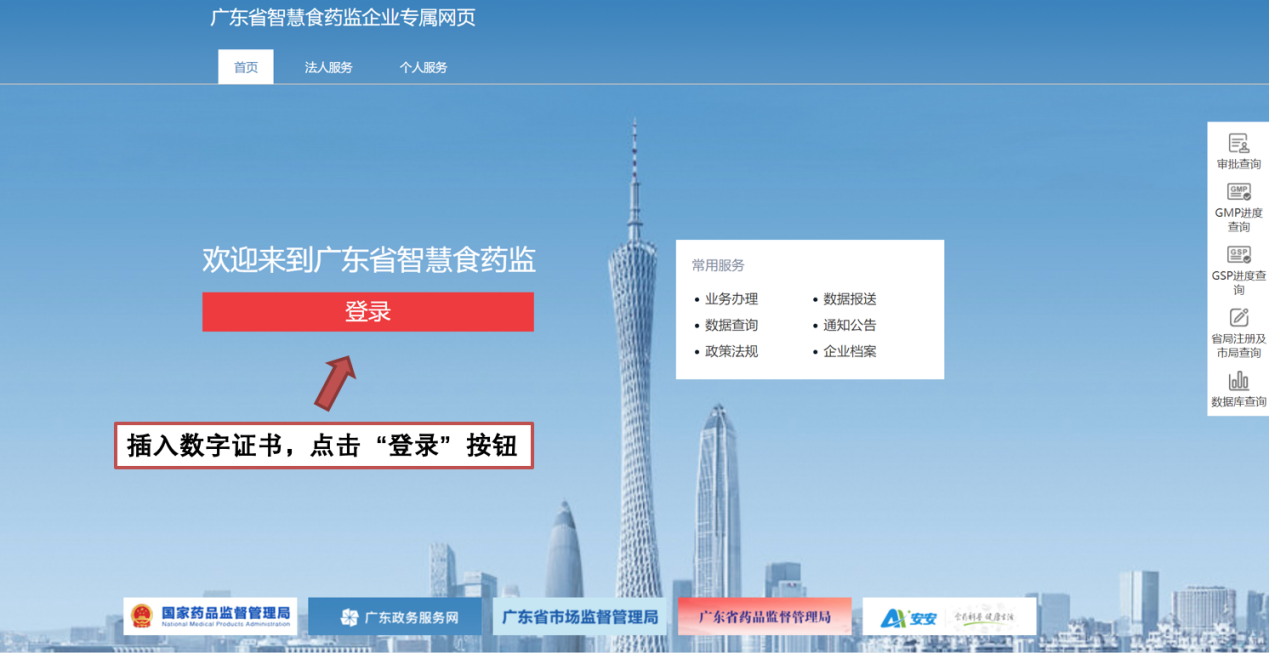 广东省智慧食药监企业专属网页
首页 法人服务 个人服务
审批查询
GMP
GMP进度
查询
GSP
GSP进度查
询
省局注册及
市局查询
数据库查询
欢迎来到广东省智慧食药监
登录
常用服务
• 业务办理 • 数据报送
• 数据查询 • 通知公告
• 政策法规 • 企业档案
插入数字证书，点击“登录”按钮
国家药品监督管理局
National Medical Products Administration
广东政务服务网
广东省市场监督管理局
广东省药品监督管理局
安安